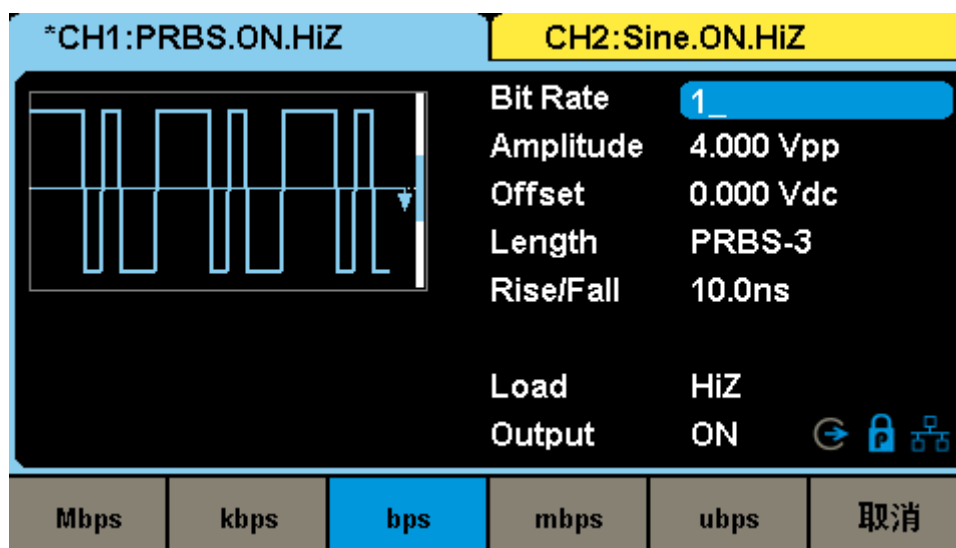 *CH1:PRBS.ON.HiZ
CH2:Sine.ON.HiZ
Bit Rate 1_
Amplitude 4.000 Vpp
Offset 0.000 Vdc
Length PRBS-3
Rise/Fall 10.0ns
Load HiZ
Output ON
Mbps kbps bps mbps ubps 取消